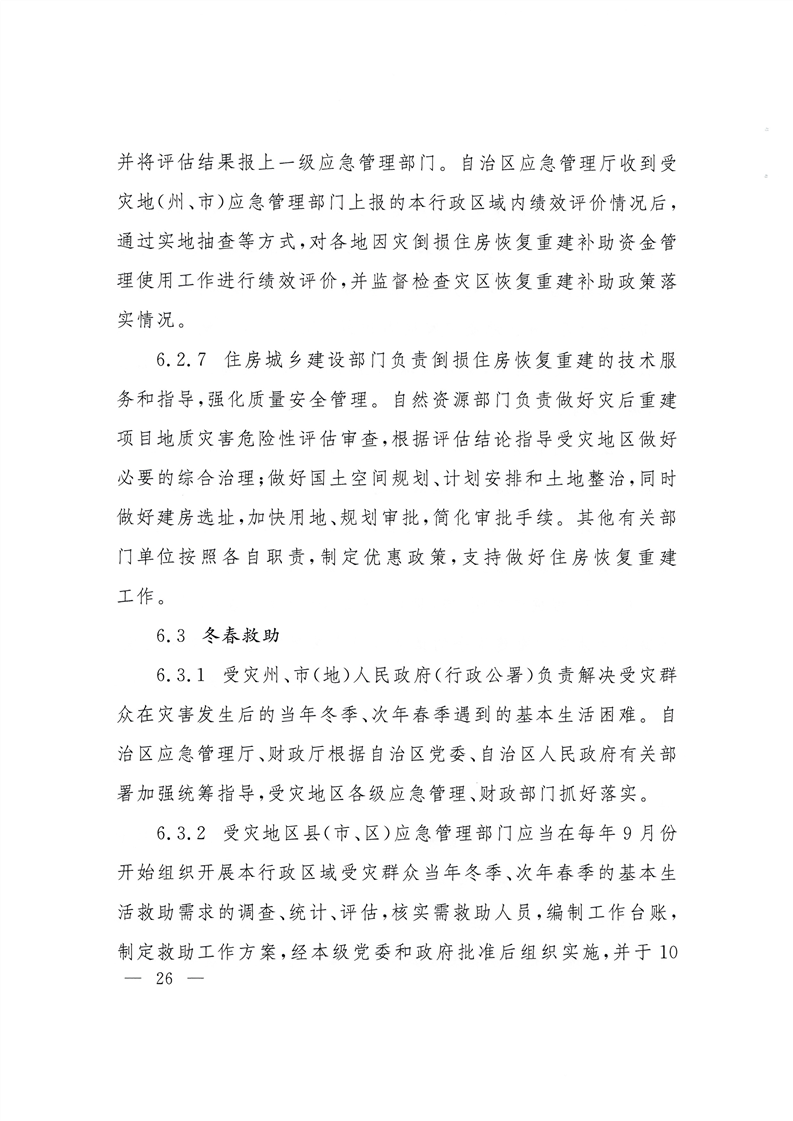 并将评估结果报上一级应急管理部门。自治区应急管理厅收到受
灾地(州、市)应急管理部门上报的本行政区域内绩效评价情况后，
通过实地抽查等方式，对各地因灾倒损住房恢复重建补助资金管
理使用工作进行绩效评价，并监督检查灾区恢复重建补助政策落
实情况。
6.2.7 住房城乡建设部门负责倒损住房恢复重建的技术服
务和指导，强化质量安全管理。自然资源部门负责做好灾后重建
项目地质灾害危险性评估审查，根据评估结论指导受灾地区做好
必要的综合治理；做好国土空间规划、计划安排和土地整治，同时
做好建房选址，加快用地、规划审批，简化审批手续。其他有关部
门单位按照各自职责，制定优惠政策，支持做好住房恢复重建
工作。
6.3 冬春救助
6.3.1 受灾州、市(地)人民政府(行政公署)负责解决受灾群
众在灾害发生后的当年冬季、次年春季遇到的基本生活困难。自
治区应急管理厅、财政厅根据自治区党委、自治区人民政府有关部
署加强统筹指导，受灾地区各级应急管理、财政部门抓好落实。
6.3.2 受灾地区县(市、区)应急管理部门应当在每年 9 月份
开始组织开展本行政区域受灾群众当年冬季、次年春季的基本生
活救助需求的调查、统计、评估，核实需救助人员，编制工作台账，
制定救助工作方案，经本级党委和政府批准后组织实施，并于 10
— 26 —